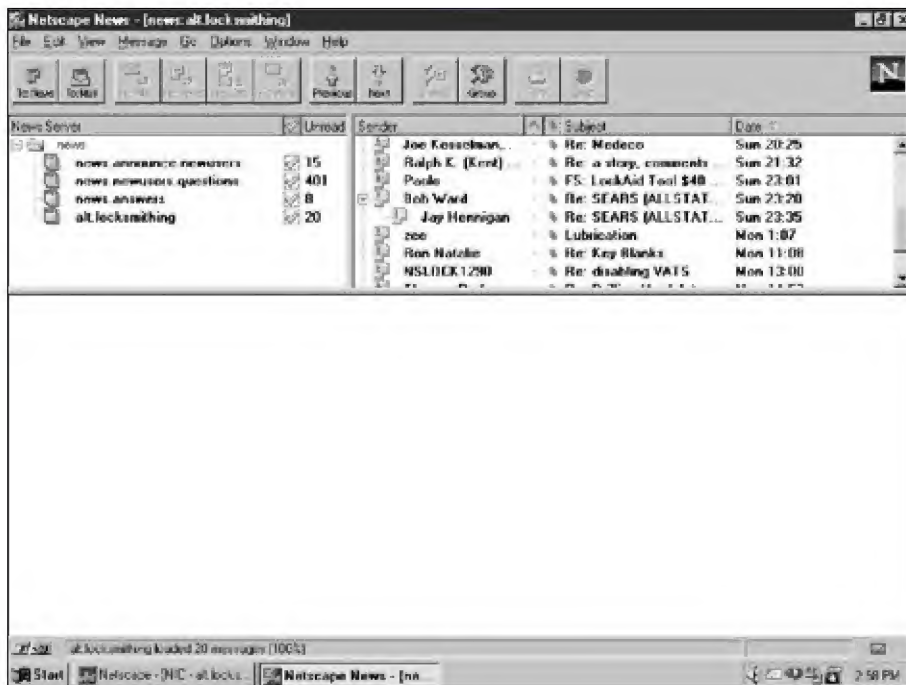 Netscape News - [news:alt.locksmithing]
File Edit View Message Go Options Window Help
To: News To: Mail Previous Next Group
N
News Server Unread Sender Subject Date
news
news.announce.newusers 15
news.newusers.questions 401
news.answers 8
alt.locksmithing 20
Joe Kesselman,... Re: Medeco Sun 20:25
Ralph K. (Kent) ... Re: a story, comments ... Sun 21:32
Paolo FS: LockAid Tool $40 ... Sun 23:01
Bob Ward Re: SEARS (ALLSTAT... Sun 23:20
Jay Hennigan Re: SEARS (ALLSTAT... Sun 23:35
zee Lubrication Mon 1:07
Ron Natalie Re: Key Blanks Mon 11:08
NSLOCK1290 Re: disabling VATS Mon 13:00
alt.locksmithing loaded 20 messages (100%)
Start Netscape - [NIC - alt.locks... Netscape News - [ne... 2:58 PM